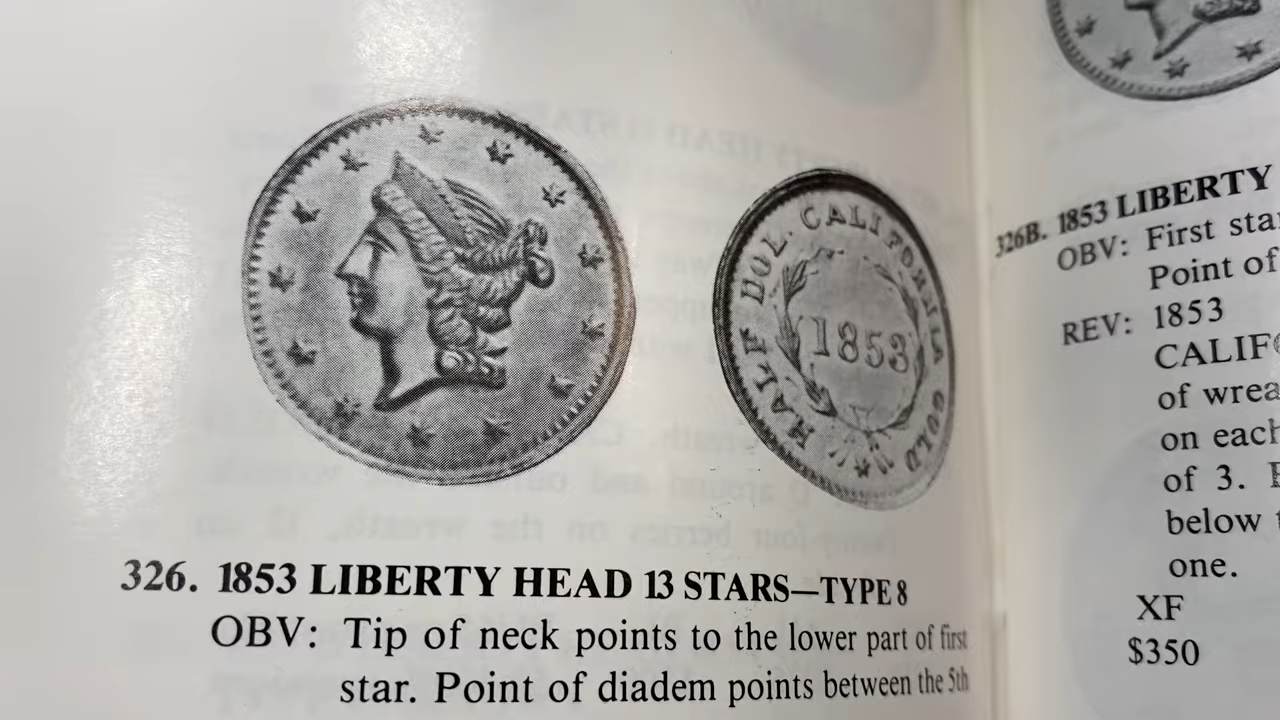 HALF DOL. CALIFORNIA GOLD
1853
326. 1853 LIBERTY HEAD 13 STARS—TYPE 8
OBV: Tip of neck points to the lower part of first
star. Point of diadem points between the 5th
326B. 1853 LIBERTY
OBV: First sta
Point of
REV: 1853
CALIF
of wrea
on each
of 3.
below
one.
XF
$350